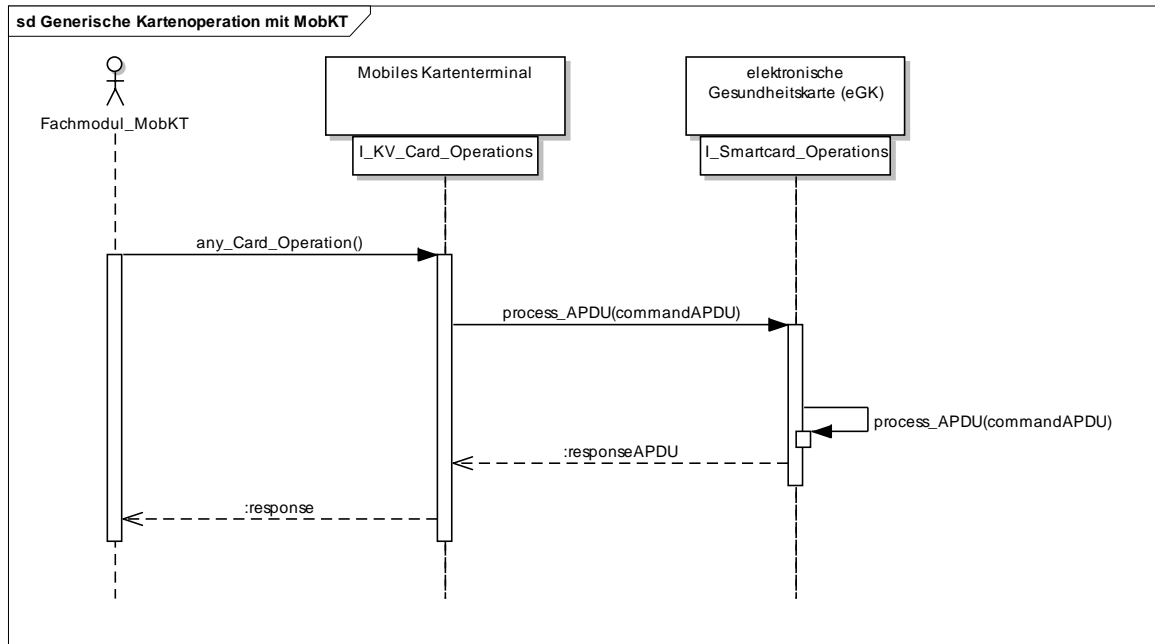 sd Generische Kartenoperation mit MobKT
Fachmodul_MobKT
Mobiles Kartenterminal
I_KV_Card_Operations
elektronische
Gesundheitskarte (eGK)
I_Smartcard_Operations
any_Card_Operation()
process_APDU(commandAPDU)
process_APDU(commandAPDU)
:responseAPDU
:response